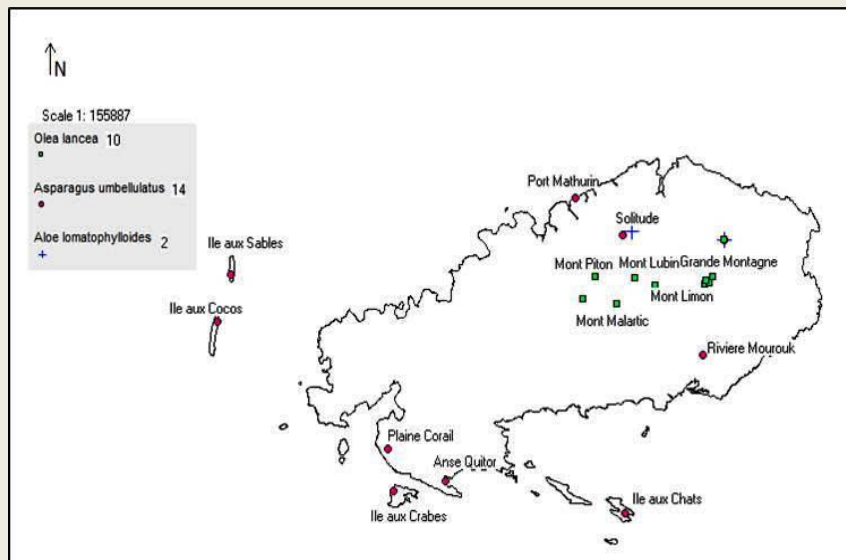 N
Scale 1: 155887
Olea lancea 10
Asparagus umbellulatus 14
Aloe lomatophylloides 2
Port Mathurin
Solitude
Ile aux Sables
Mont Piton Mont Lubin Grande Montagne
Mont Limon
Ile aux Cocos
Mont Malartic
Riviere Mourouk
Plaine Corail
Anse Quitor
Ile aux Crabes
Ile aux Chats